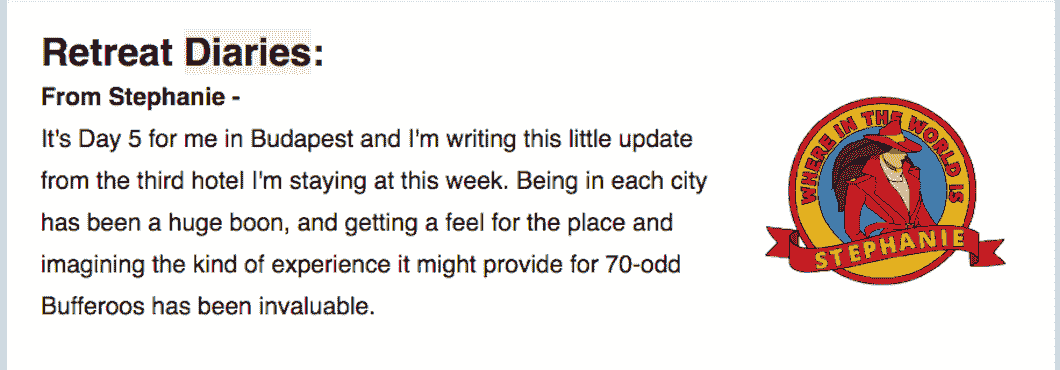 Retreat Diaries:
From Stephanie -
It's Day 5 for me in Budapest and I'm writing this little update
from the third hotel I'm staying at this week. Being in each city
has been a huge boon, and getting a feel for the place and
imagining the kind of experience it might provide for 70-odd
Bufferoos has been invaluable.
WHERE IN THE WORLD IS
STEPHANIE